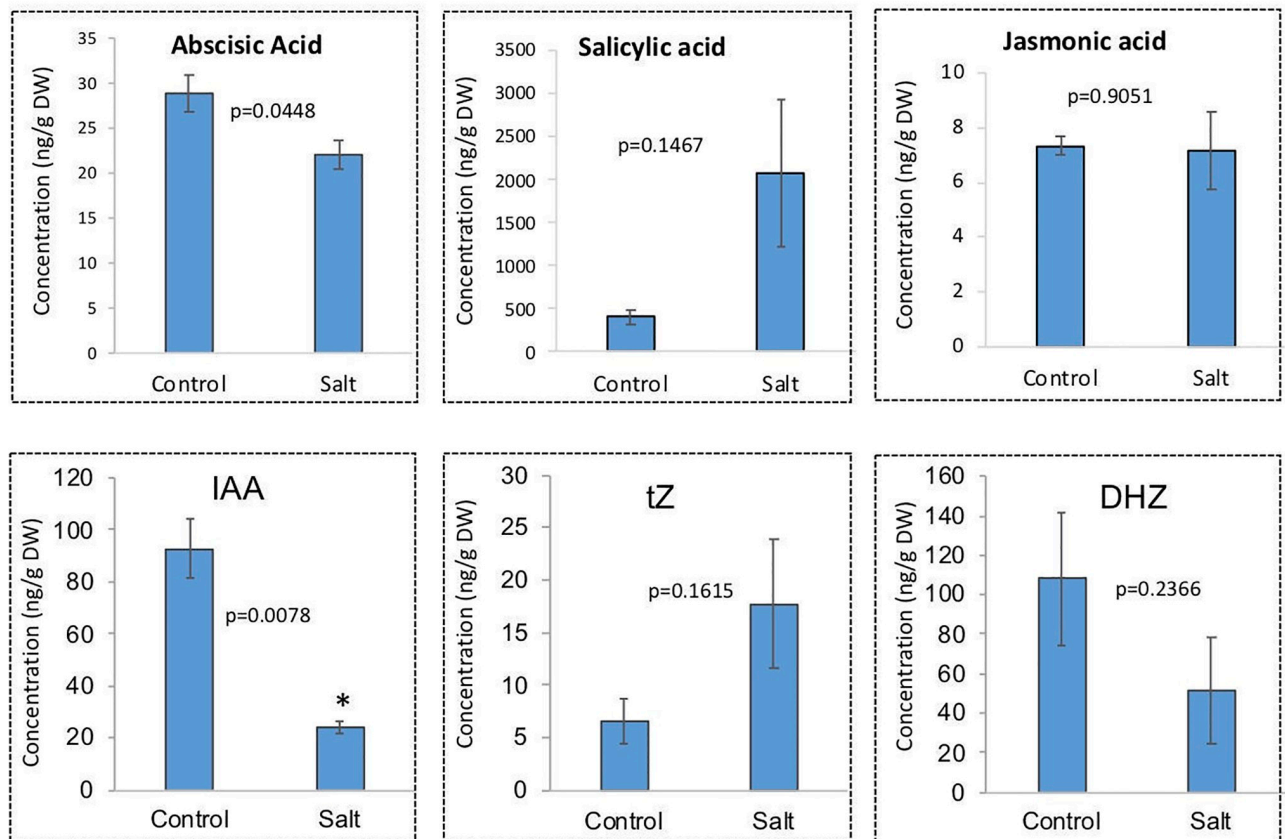 Abscisic Acid
Concentration (ng/g DW)
35
30
25
20
15
10
5
0
p=0.0448
Control
Salt
Salicylic acid
Concentration (ng/g DW)
3500
3000
2500
2000
1500
1000
500
0
p=0.1467
Control
Salt
Jasmonic acid
Concentration (ng/g DW)
10
8
6
4
2
0
p=0.9051
Control
Salt
IAA
Concentration (ng/g DW)
120
100
80
60
40
20
0
p=0.0078
*
Control
Salt
tZ
Concentration (ng/g DW)
30
25
20
15
10
5
0
p=0.1615
Control
Salt
DHZ
Concentration (ng/g DW)
160
140
120
100
80
60
40
20
0
p=0.2366
Control
Salt